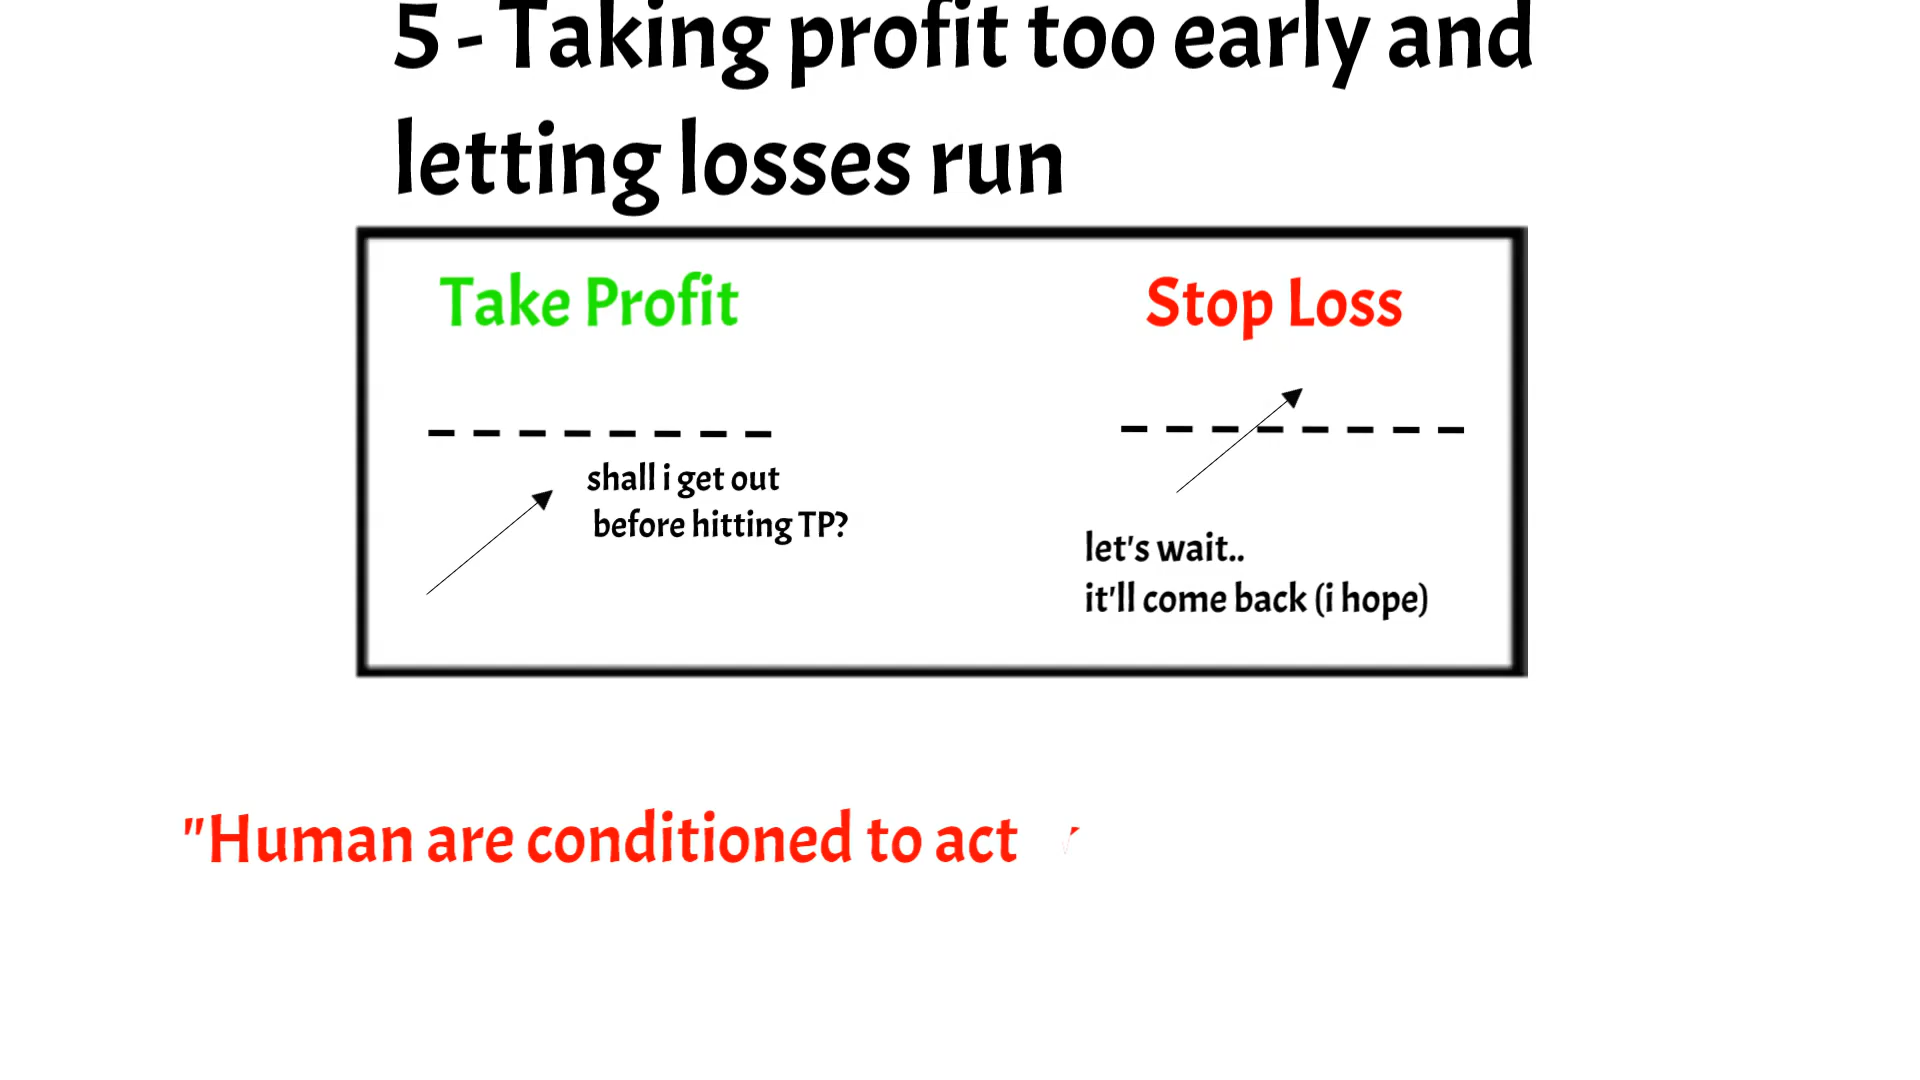 5 - Taking profit too early and
letting losses run
Take Profit
Stop Loss
shall i get out
before hitting TP?
let's wait..
it'll come back (i hope)
"Human are conditioned to act